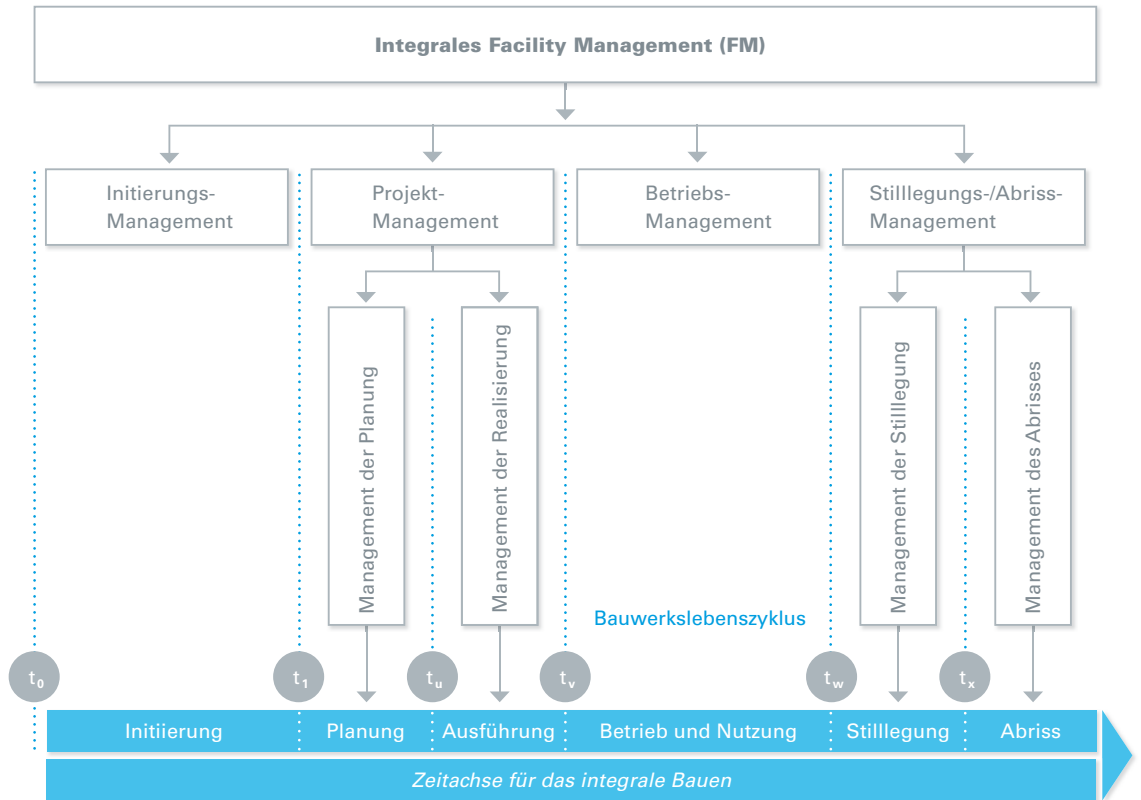 Integrales Facility Management (FM)
Initierungs-
Management
Projekt-
Management
Betriebs-
Management
Stilllegungs-/Abriss-
Management
Management der Planung
Management der Realisierung
Management der Stilllegung
Management des Abrisses
Bauwerkslebenszyklus
t0
t1
tu
tv
tw
tx
Initiierung
Planung
Ausführung
Betrieb und Nutzung
Stilllegung
Abriss
Zeitachse für das integrale Bauen